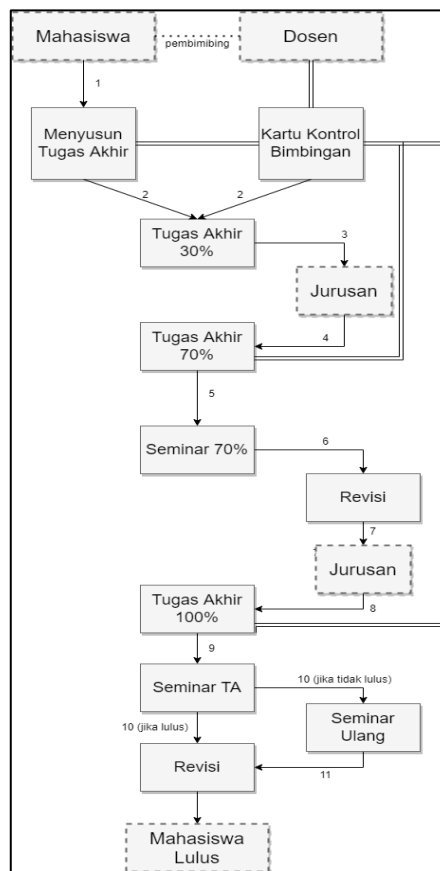 Mahasiswa
pembimibing
Dosen
1
Menyusun
Tugas Akhir
Kartu Kontrol
Bimbingan
2
2
Tugas Akhir
30%
3
Jurusan
4
Tugas Akhir
70%
5
Seminar 70%
6
Revisi
7
Jurusan
8
Tugas Akhir
100%
9
Seminar TA
10 (jika tidak lulus)
10 (jika lulus)
Seminar
Ulang
11
Revisi
Mahasiswa
Lulus